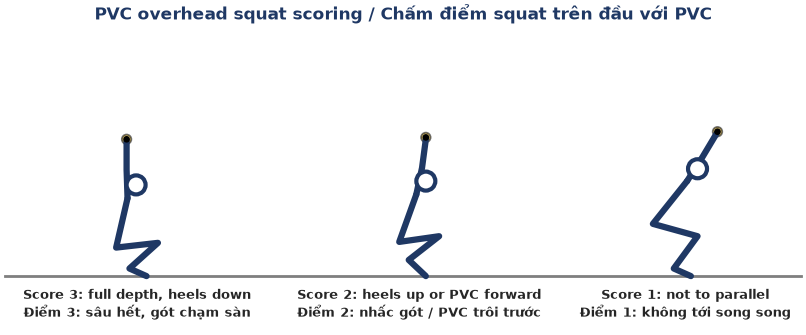 PVC overhead squat scoring / Chấm điểm squat trên đầu với PVC
Score 3: full depth, heels down
Điểm 3: sâu hết, gót chạm sàn
Score 2: heels up or PVC forward
Điểm 2: nhấc gót / PVC trôi trước
Score 1: not to parallel
Điểm 1: không tới song song